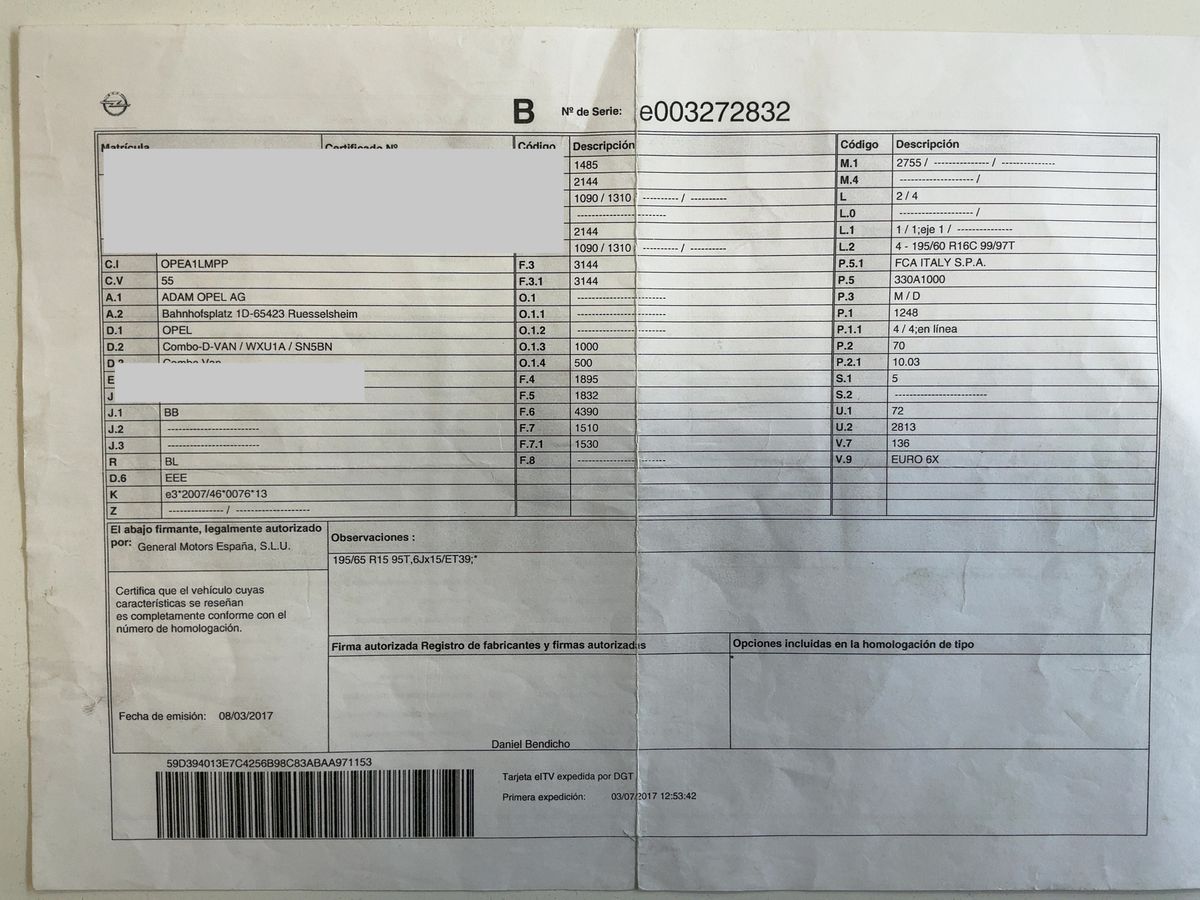 B Nº de Serie: e003272832
Matrícula Certificado Nº Código Descripción Código Descripción
1485 M.1 2755 / --------------- / ---------------
2144 M.4 -------------------- /
1090 / 1310 ---------- / ---------- L 2 / 4
------------------------ L.0 -------------------- /
2144 L.1 1 / 1;eje 1 / ---------------
1090 / 1310 ---------- / ---------- L.2 4 - 195/60 R16C 99/97T
C.I OPEA1LMPP F.3 3144 P.5.1 FCA ITALY S.P.A.
C.V 55 F.3.1 3144 P.5 330A1000
A.1 ADAM OPEL AG O.1 ------------------------ P.3 M / D
A.2 Bahnhofsplatz 1D-65423 Ruesselsheim O.1.1 ------------------------ P.1 1248
D.1 OPEL O.1.2 ------------------------ P.1.1 4 / 4;en línea
D.2 Combo-D-VAN / WXU1A / SN5BN O.1.3 1000 P.2 70
D.3 Combo Van O.1.4 500 P.2.1 10.03
E F.4 1895 S.1 5
J F.5 1832 S.2 -------------------------
J.1 BB F.6 4390 U.1 72
J.2 ------------------------- F.7 1510 U.2 2813
J.3 ------------------------- F.7.1 1530 V.7 136
R BL F.8 ------------------------ V.9 EURO 6X
D.6 EEE
K e3*2007/46*0076*13
Z --------------- / --------------------
El abajo firmante, legalmente autorizado
por: General Motors España, S.L.U.
Observaciones :
195/65 R15 95T,6Jx15/ET39;*
Certifica que el vehículo cuyas
características se reseñan
es completamente conforme con el
número de homologación.
Firma autorizada Registro de fabricantes y firmas autorizadas
Opciones incluidas en la homologación de tipo
Fecha de emisión: 08/03/2017
Daniel Bendicho
59D394013E7C4256B98C83ABAA971153
Tarjeta eITV expedida por DGT
Primera expedición: 03/07/2017 12:53:42